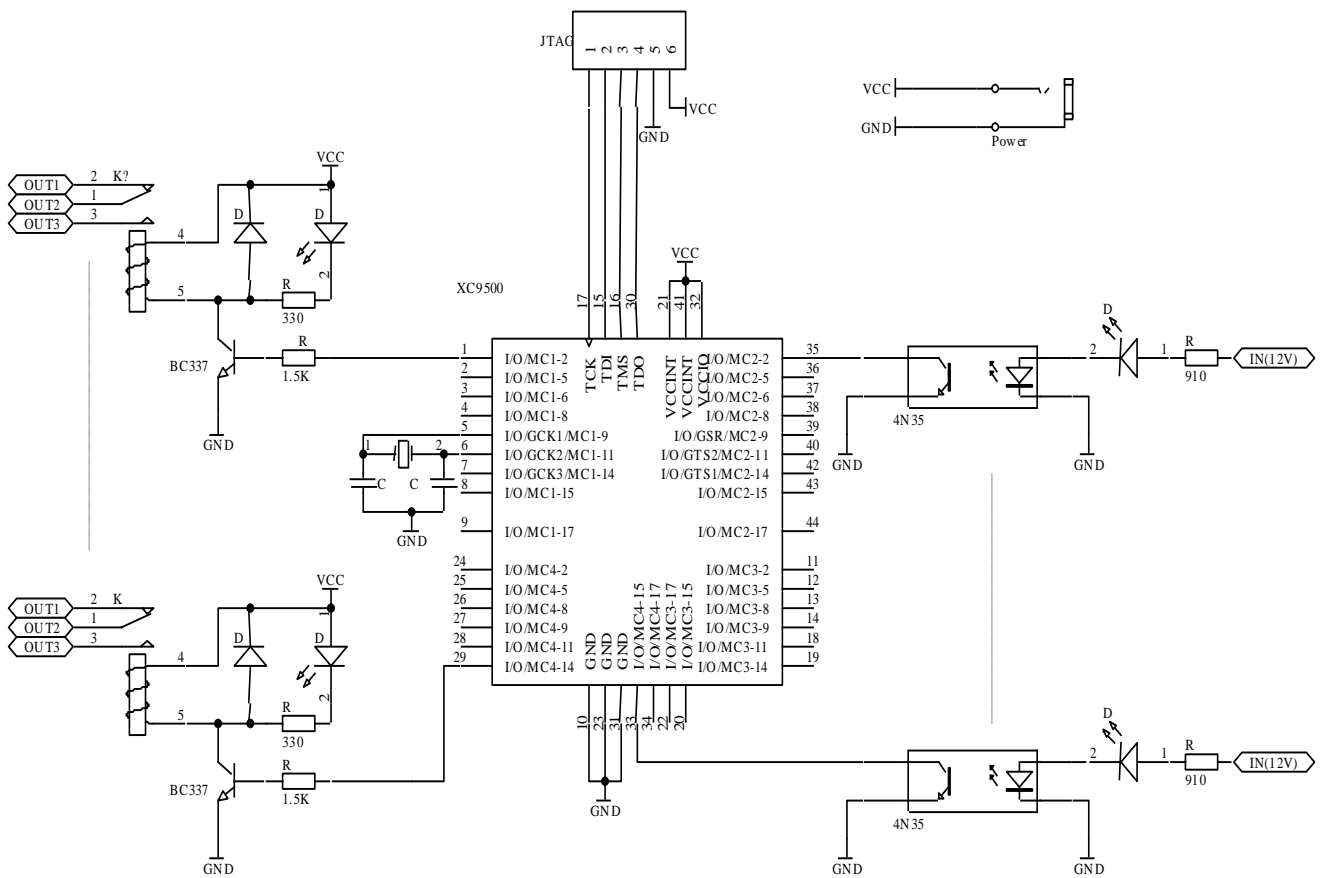 JTAG
1 2 3 4 5 6
VCC
GND
VCC
GND
Power
VCC
OUT1 2 K?
OUT2 1
OUT3 3
4
5
D
D
1
2
R
330
BC337
R
1.5K
GND
XC9500
17 15 16 30
21 41 32
VCC
TCK
TDI
TMS
TDO
VCCINT
VCCINT
VCCIO
1 I/O/MC1-2
2 I/O/MC1-5
3 I/O/MC1-6
4 I/O/MC1-8
5 I/O/GCK1/MC1-9
6 I/O/GCK2/MC1-11
7 I/O/GCK3/MC1-14
8 I/O/MC1-15
9 I/O/MC1-17
24 I/O/MC4-2
25 I/O/MC4-5
26 I/O/MC4-8
27 I/O/MC4-9
28 I/O/MC4-11
29 I/O/MC4-14
I/O/MC2-2 35
I/O/MC2-5 36
I/O/MC2-6 37
I/O/MC2-8 38
I/O/GSR/MC2-9 39
I/O/GTS2/MC2-11 40
I/O/GTS1/MC2-14 42
I/O/MC2-15 43
I/O/MC2-17 44
I/O/MC3-2 11
I/O/MC3-5 12
I/O/MC3-8 13
I/O/MC3-9 14
I/O/MC3-11 18
I/O/MC3-14 19
GND
GND
GND
I/O/MC4-15
I/O/MC4-17
I/O/MC3-17
I/O/MC3-15
10 23 31 33 34 22 20
GND
1 2
C C
GND
D
2 1
R
910
IN(12V)
4N35
GND
GND
VCC
OUT1 2 K
OUT2 1
OUT3 3
4
5
D
D
1
2
R
330
BC337
R
1.5K
GND
D
2 1
R
910
IN(12V)
4N35
GND
GND